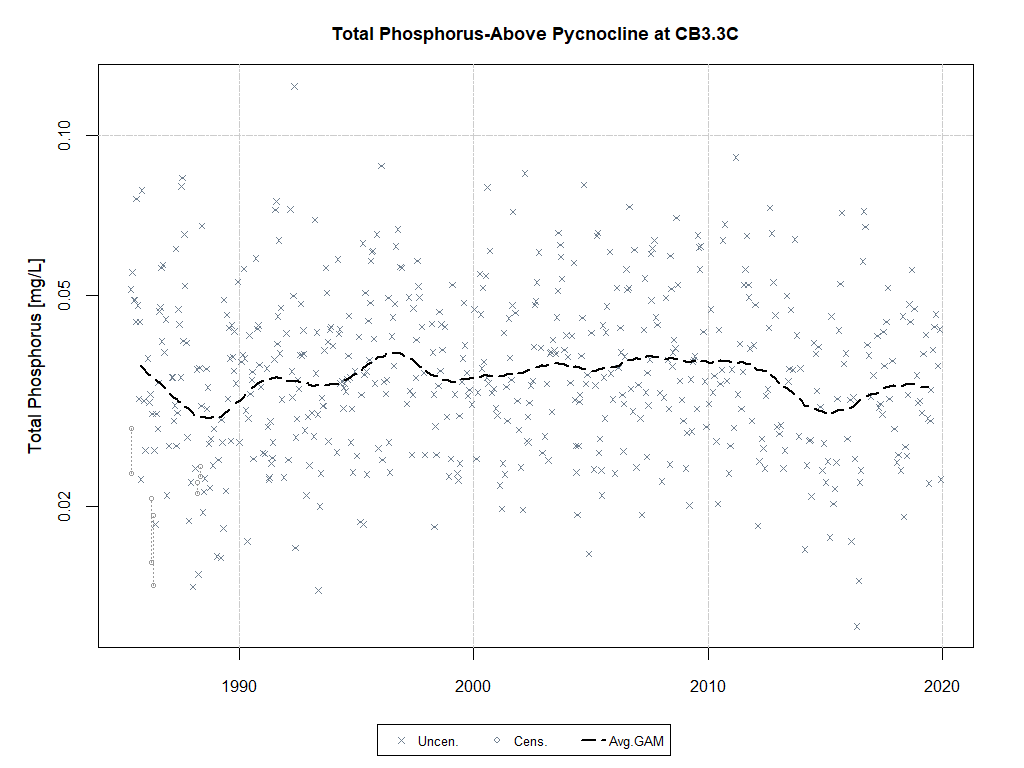 Total Phosphorus-Above Pycnocline at CB3.3C
Total Phosphorus [mg/L]
0.10
0.05
0.02
1990 2000 2010 2020
Uncen. Cens. Avg.GAM